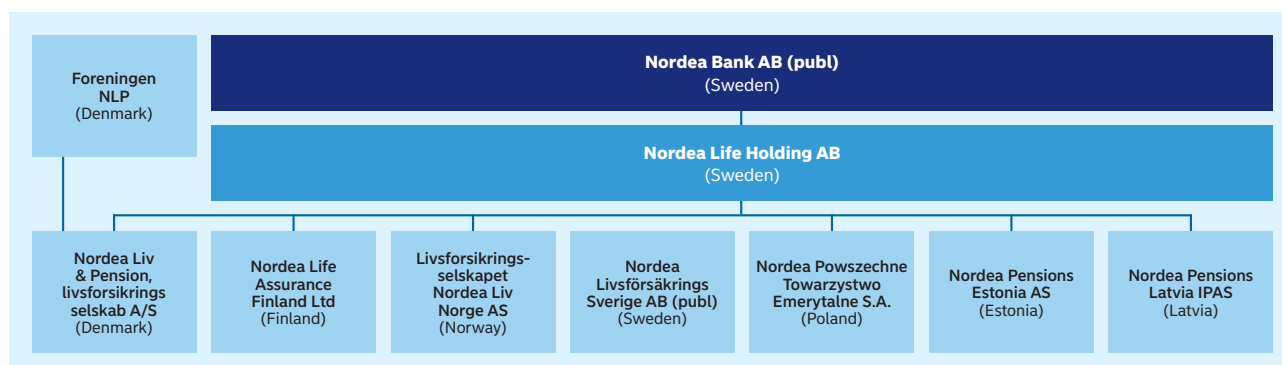 Foreningen
NLP
(Denmark)
Nordea Bank AB (publ)
(Sweden)
Nordea Life Holding AB
(Sweden)
Nordea Liv
& Pension,
livsforsikrings
selskab A/S
(Denmark)
Nordea Life
Assurance
Finland Ltd
(Finland)
Livsforsikrings-
selskapet
Nordea Liv
Norge AS
(Norway)
Nordea
Livsförsäkrings
Sverige AB (publ)
(Sweden)
Nordea Powszechne
Towarzystwo
Emerytalne S.A.
(Poland)
Nordea Pensions
Estonia AS
(Estonia)
Nordea Pensions
Latvia IPAS
(Latvia)